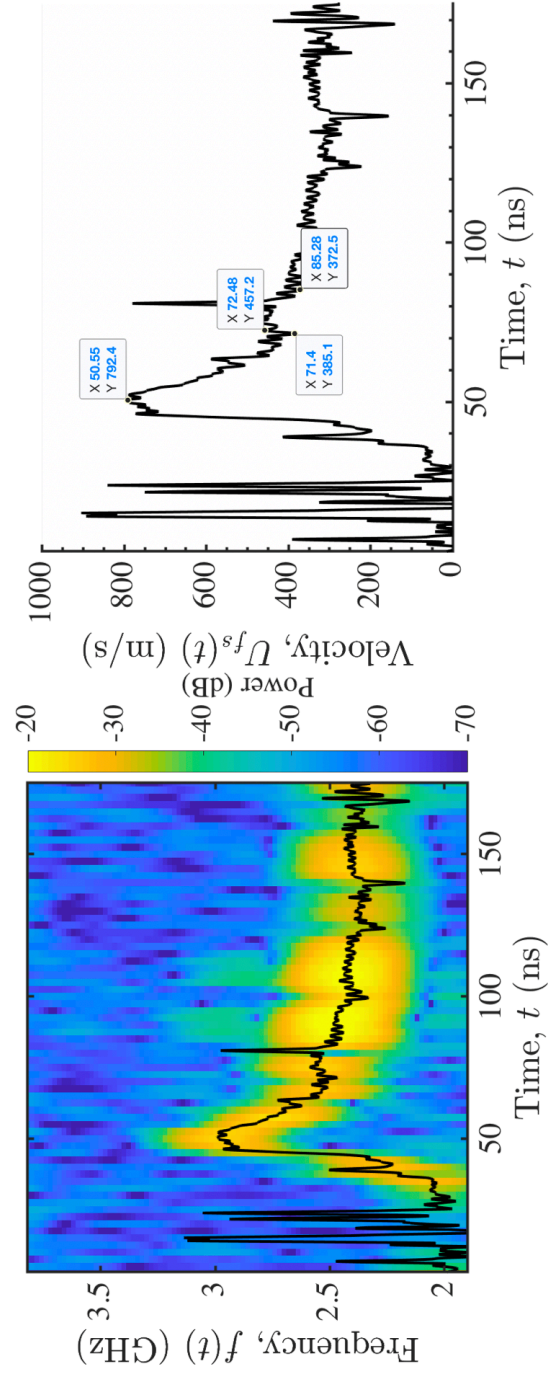 3.5
3
2.5
2
Frequency, f(t) (GHz)
50
100
150
Time, t (ns)
-20
-30
-40
-50
-60
-70
Power (dB)
1000
800
600
400
200
0
Velocity, U_fs(t) (m/s)
50
100
150
Time, t (ns)
X 50.55
Y 792.4
X 72.48
Y 457.2
X 71.4
Y 385.1
X 85.28
Y 372.5